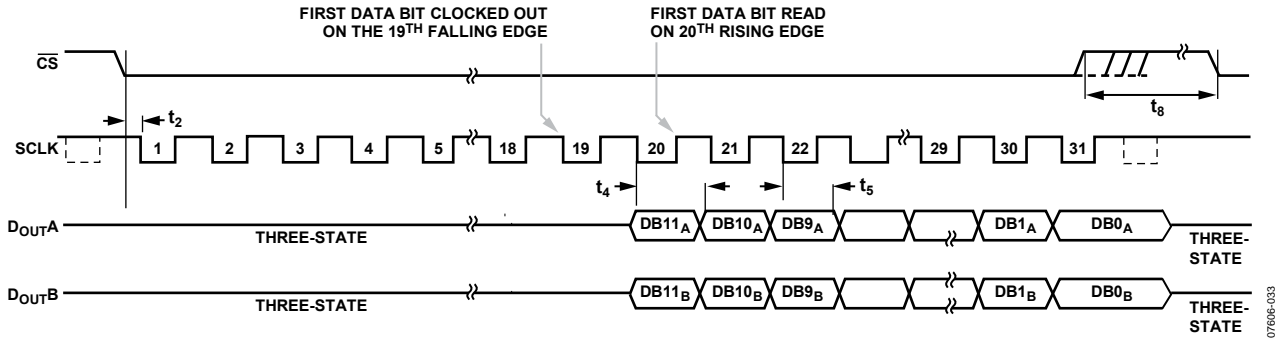 FIRST DATA BIT CLOCKED OUT
ON THE 19TH FALLING EDGE
FIRST DATA BIT READ
ON 20TH RISING EDGE
CS
t8
t2
SCLK
1 2 3 4 5 18 19 20 21 22 29 30 31
t4
t5
DOUTA
THREE-STATE
DB11A DB10A DB9A DB1A DB0A
THREE-
STATE
DOUTB
THREE-STATE
DB11B DB10B DB9B DB1B DB0B
THREE-
STATE
07606-033